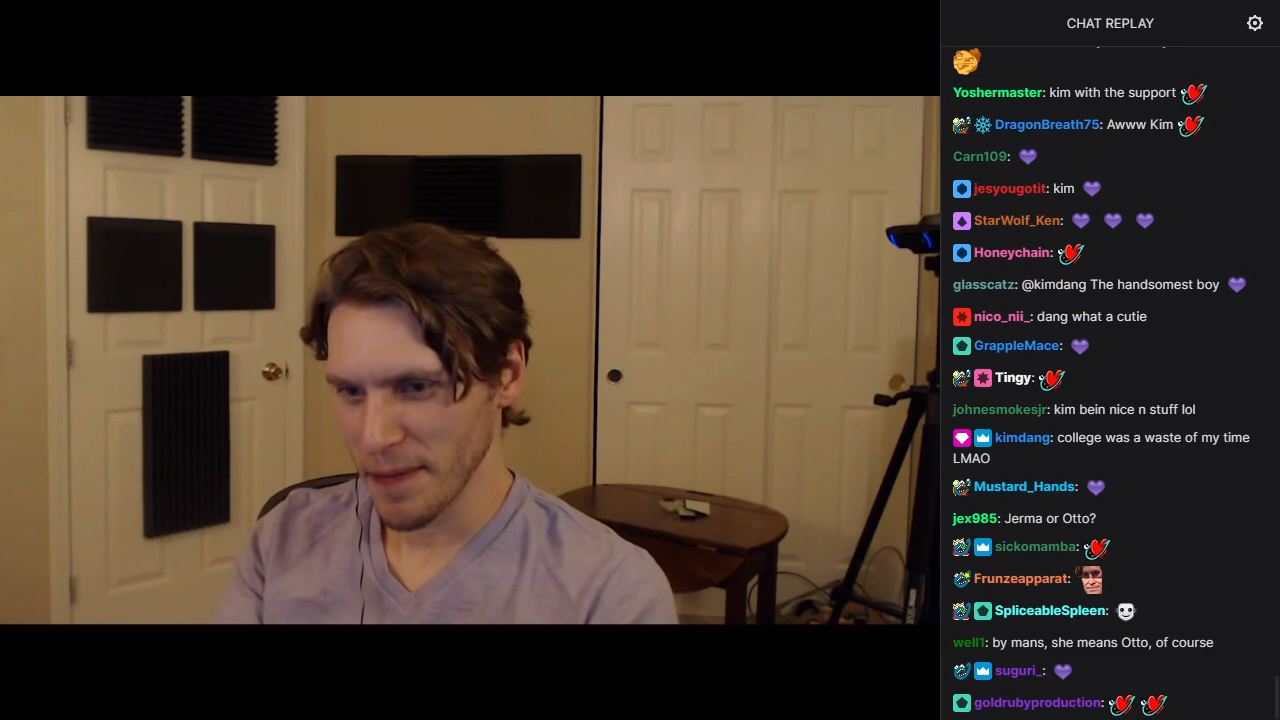 CHAT REPLAY
Yoshermaster: kim with the support
DragonBreath75: Awww Kim
Carn109:
jesyougotit: kim
StarWolf_Ken:
Honeychain:
glasscatz: @kimdang The handsomest boy
nico_nii_: dang what a cutie
GrappleMace:
Tingy:
johnesmokesjr: kim bein nice n stuff lol
kimdang: college was a waste of my time
LMAO
Mustard_Hands:
jex985: Jerma or Otto?
sickomamba:
Frunzeapparat:
SpliceableSpleen:
well1: by mans, she means Otto, of course
suguri_:
goldrubyproduction: